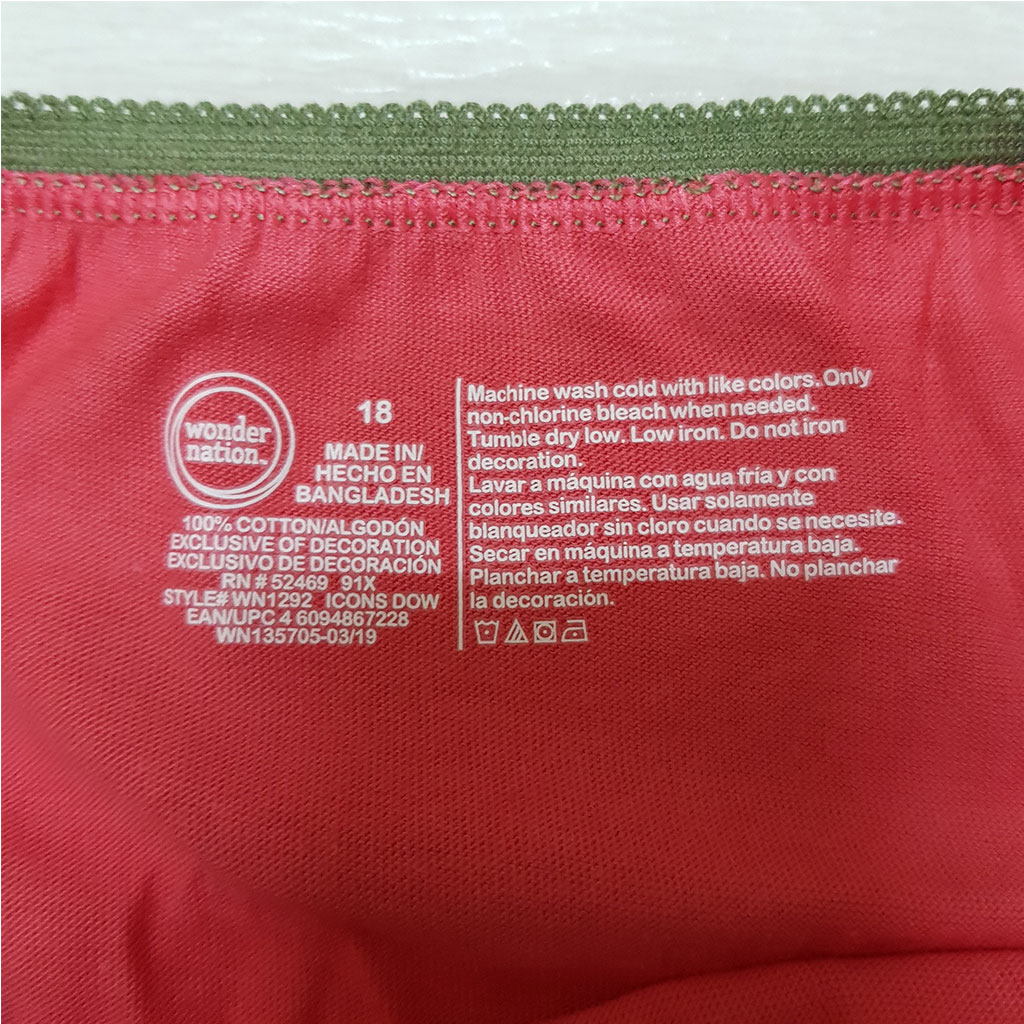 wonder
nation™
18
MADE IN/
HECHO EN
BANGLADESH
100% COTTON/ALGODÓN
EXCLUSIVE OF DECORATION
EXCLUSIVO DE DECORACIÓN
RN # 52469 91X
STYLE# WN1292 ICONS DOW
EAN/UPC 4 6094867228
WN135705-03/19
Machine wash cold with like colors. Only
non-chlorine bleach when needed.
Tumble dry low. Low iron. Do not iron
decoration.
Lavar a máquina con agua fría y con
colores similares. Usar solamente
blanqueador sin cloro cuando se necesite.
Secar en máquina a temperatura baja.
Planchar a temperatura baja. No planchar
la decoración.